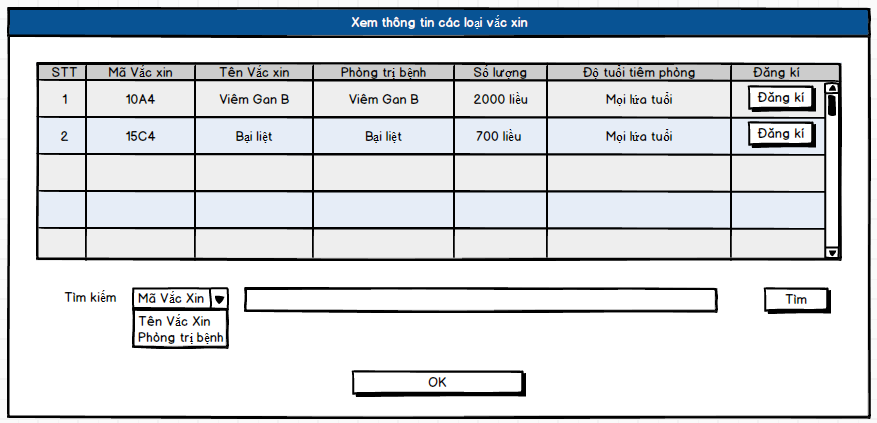 Xem thông tin các loại vắc xin
STT Mã Vắc xin Tên Vắc xin Phòng trị bệnh Số lượng Độ tuổi tiêm phòng Đăng kí
1 10A4 Viêm Gan B Viêm Gan B 2000 liều Mọi lứa tuổi Đăng kí
2 15C4 Bại liệt Bại liệt 700 liều Mọi lứa tuổi Đăng kí
Tìm kiếm Mã Vắc Xin Tìm
Tên Vắc Xin
Phòng trị bệnh
OK